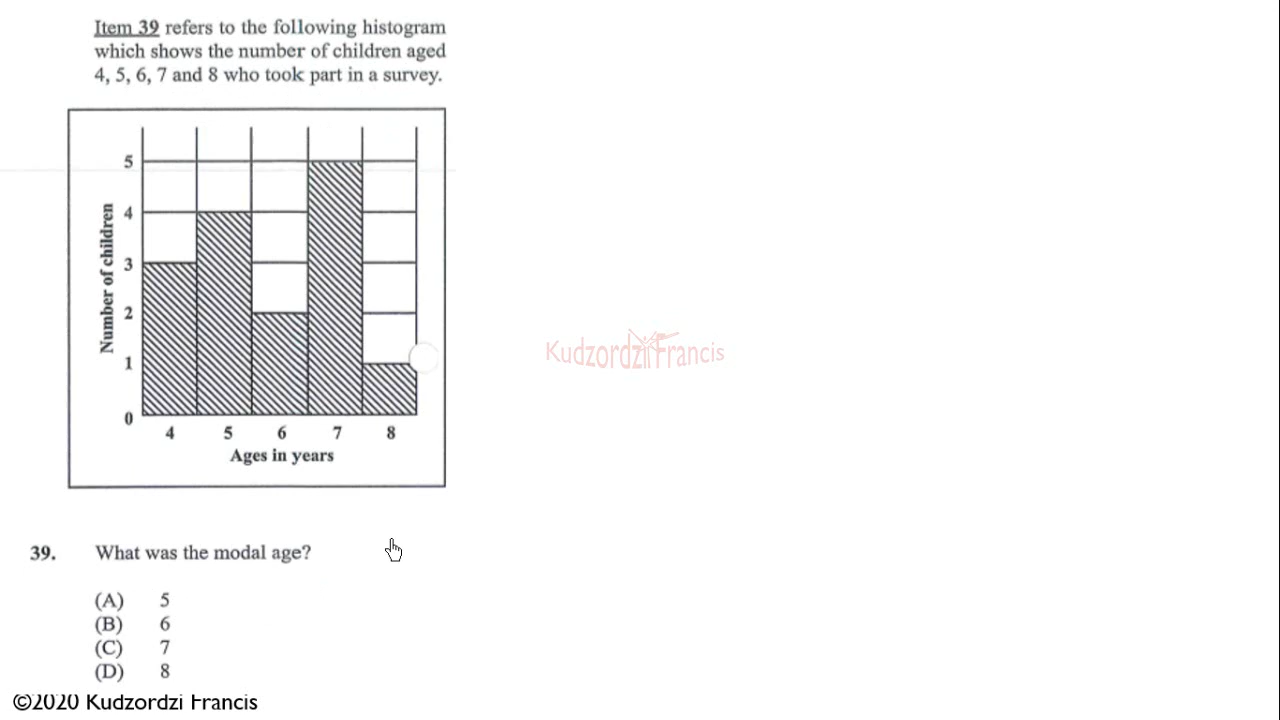 Item 39 refers to the following histogram
which shows the number of children aged
4, 5, 6, 7 and 8 who took part in a survey.
Number of children
5
4
3
2
1
0
4 5 6 7 8
Ages in years
Kudzordzi Francis
39. What was the modal age?
(A) 5
(B) 6
(C) 7
(D) 8
©2020 Kudzordzi Francis